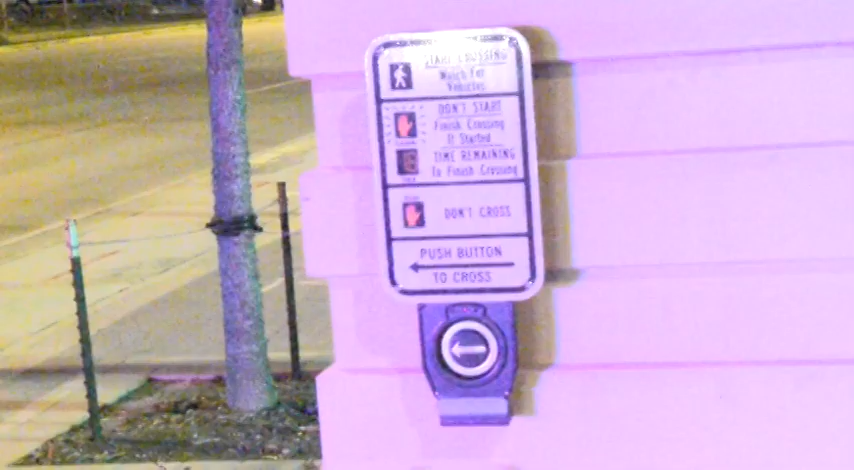 START CROSSING
Watch For
Vehicles
DON'T START
Finish Crossing
If Started
TIME REMAINING
To Finish Crossing
DON'T CROSS
PUSH BUTTON
TO CROSS